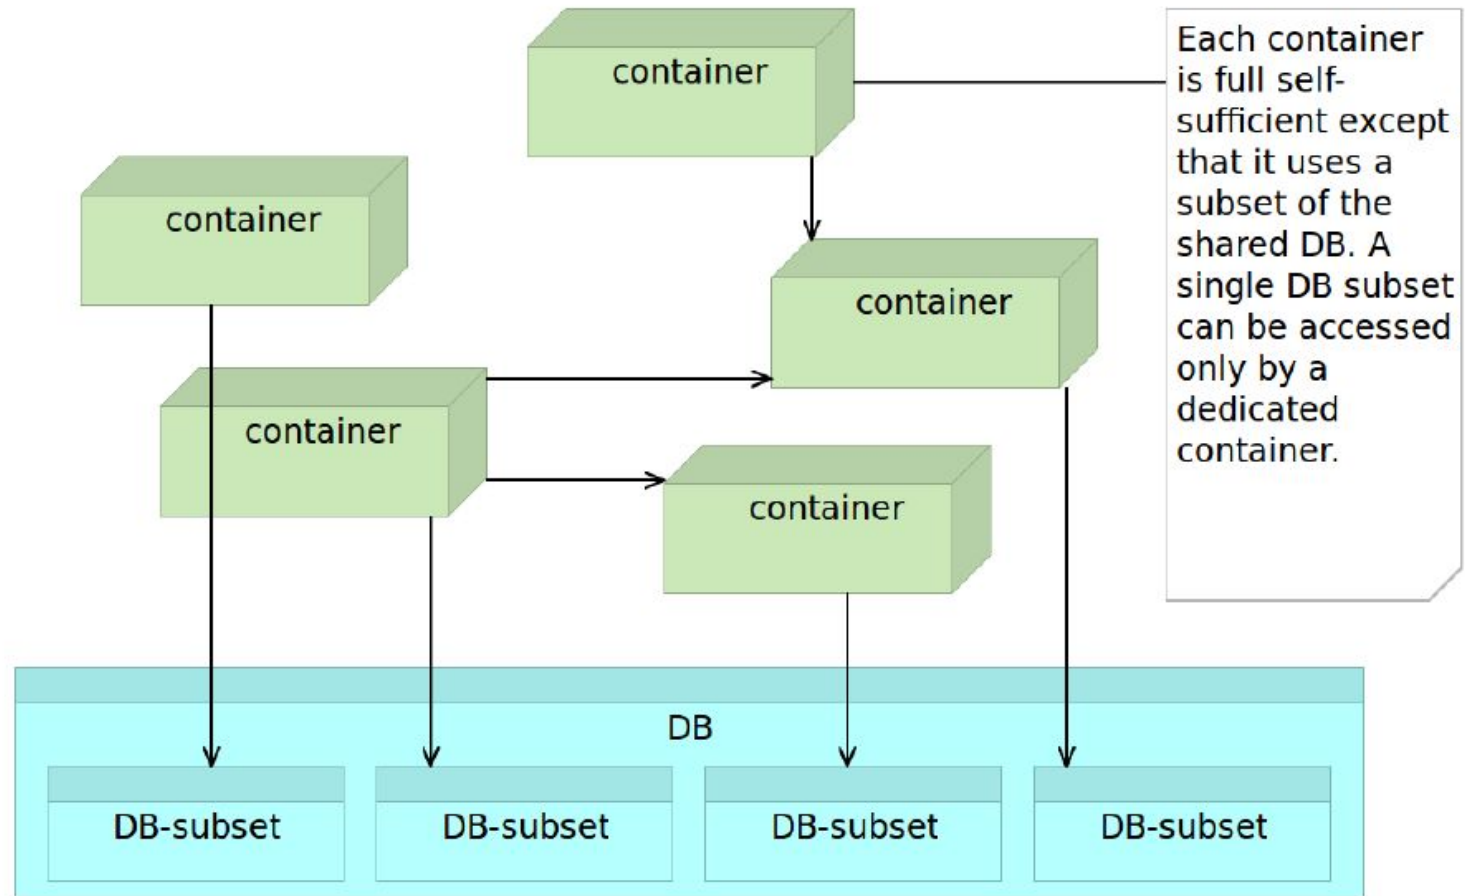 container
Each container
is full self-
sufficient except
that it uses a
subset of the
shared DB. A
single DB subset
can be accessed
only by a
dedicated
container.
container
container
container
container
DB
DB-subset
DB-subset
DB-subset
DB-subset